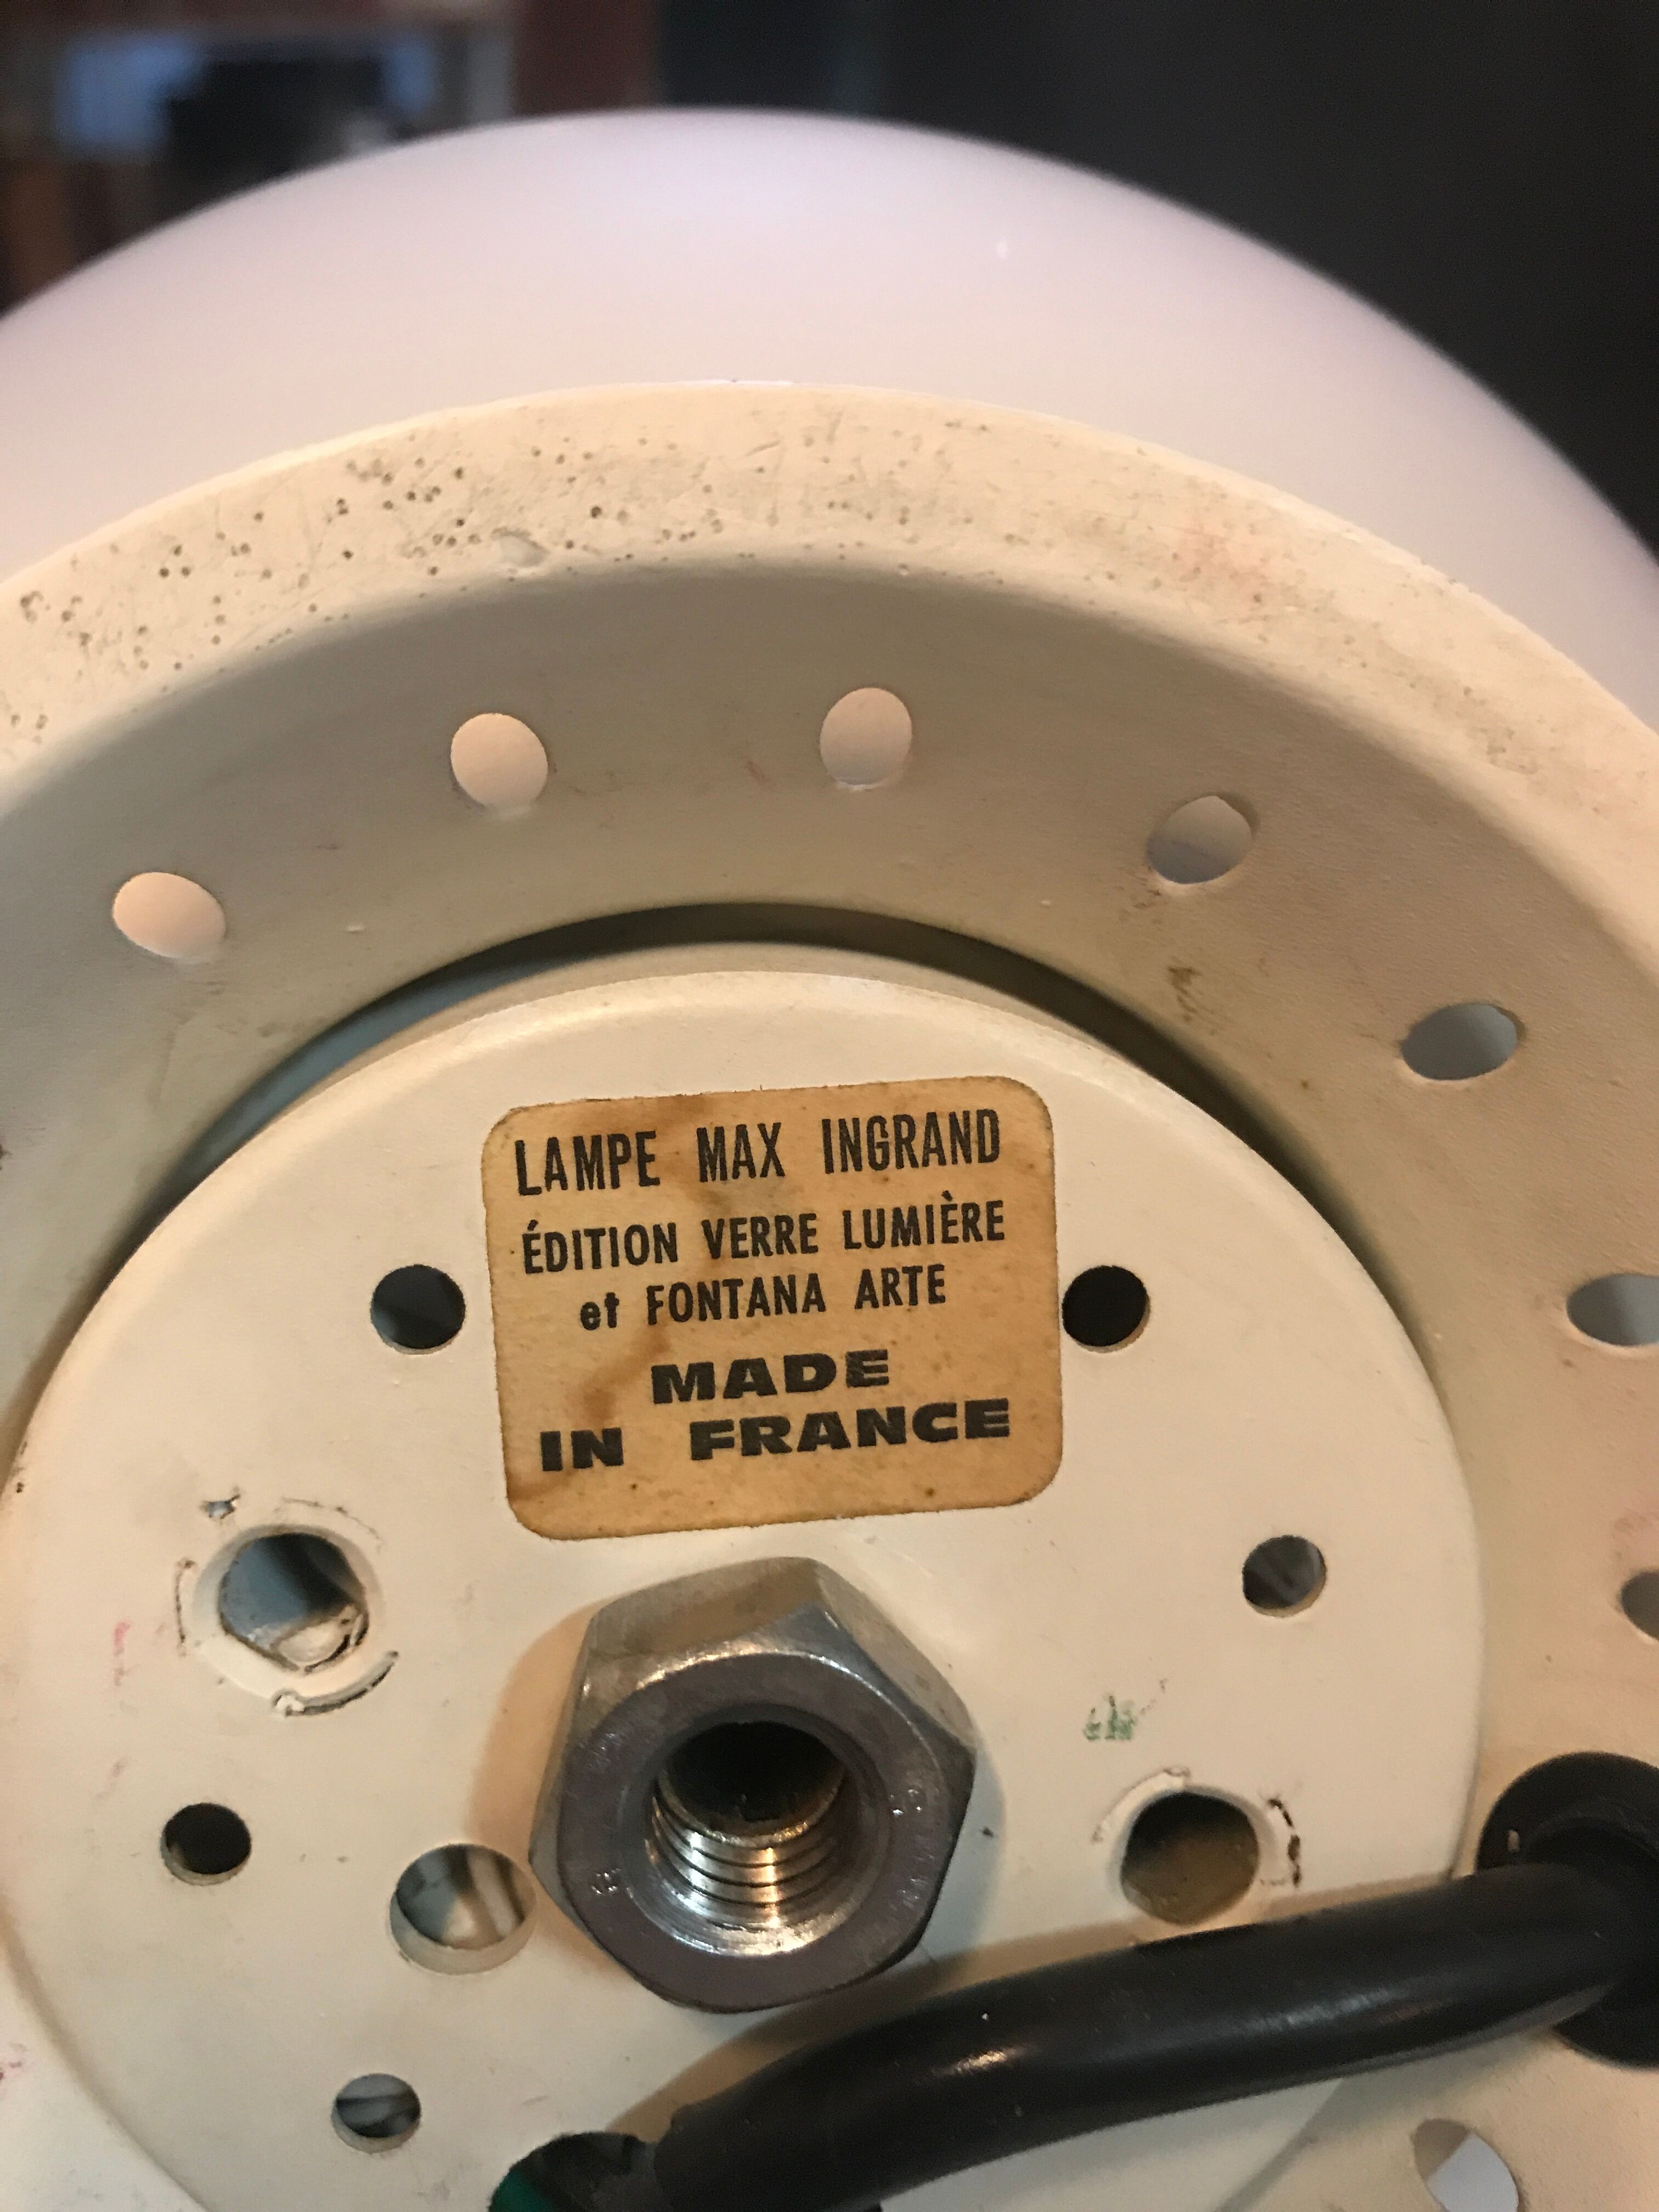 LAMPE MAX INGRAND
ÉDITION VERRE LUMIÈRE
et FONTANA ARTE
MADE
IN FRANCE